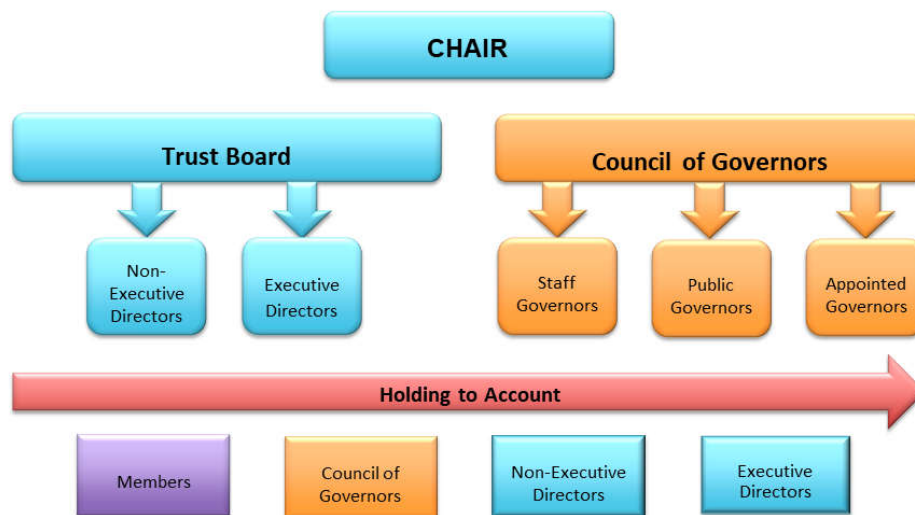 CHAIR
Trust Board
Council of Governors
Non-
Executive
Directors
Executive
Directors
Staff
Governors
Public
Governors
Appointed
Governors
Holding to Account
Members
Council of
Governors
Non-Executive
Directors
Executive
Directors